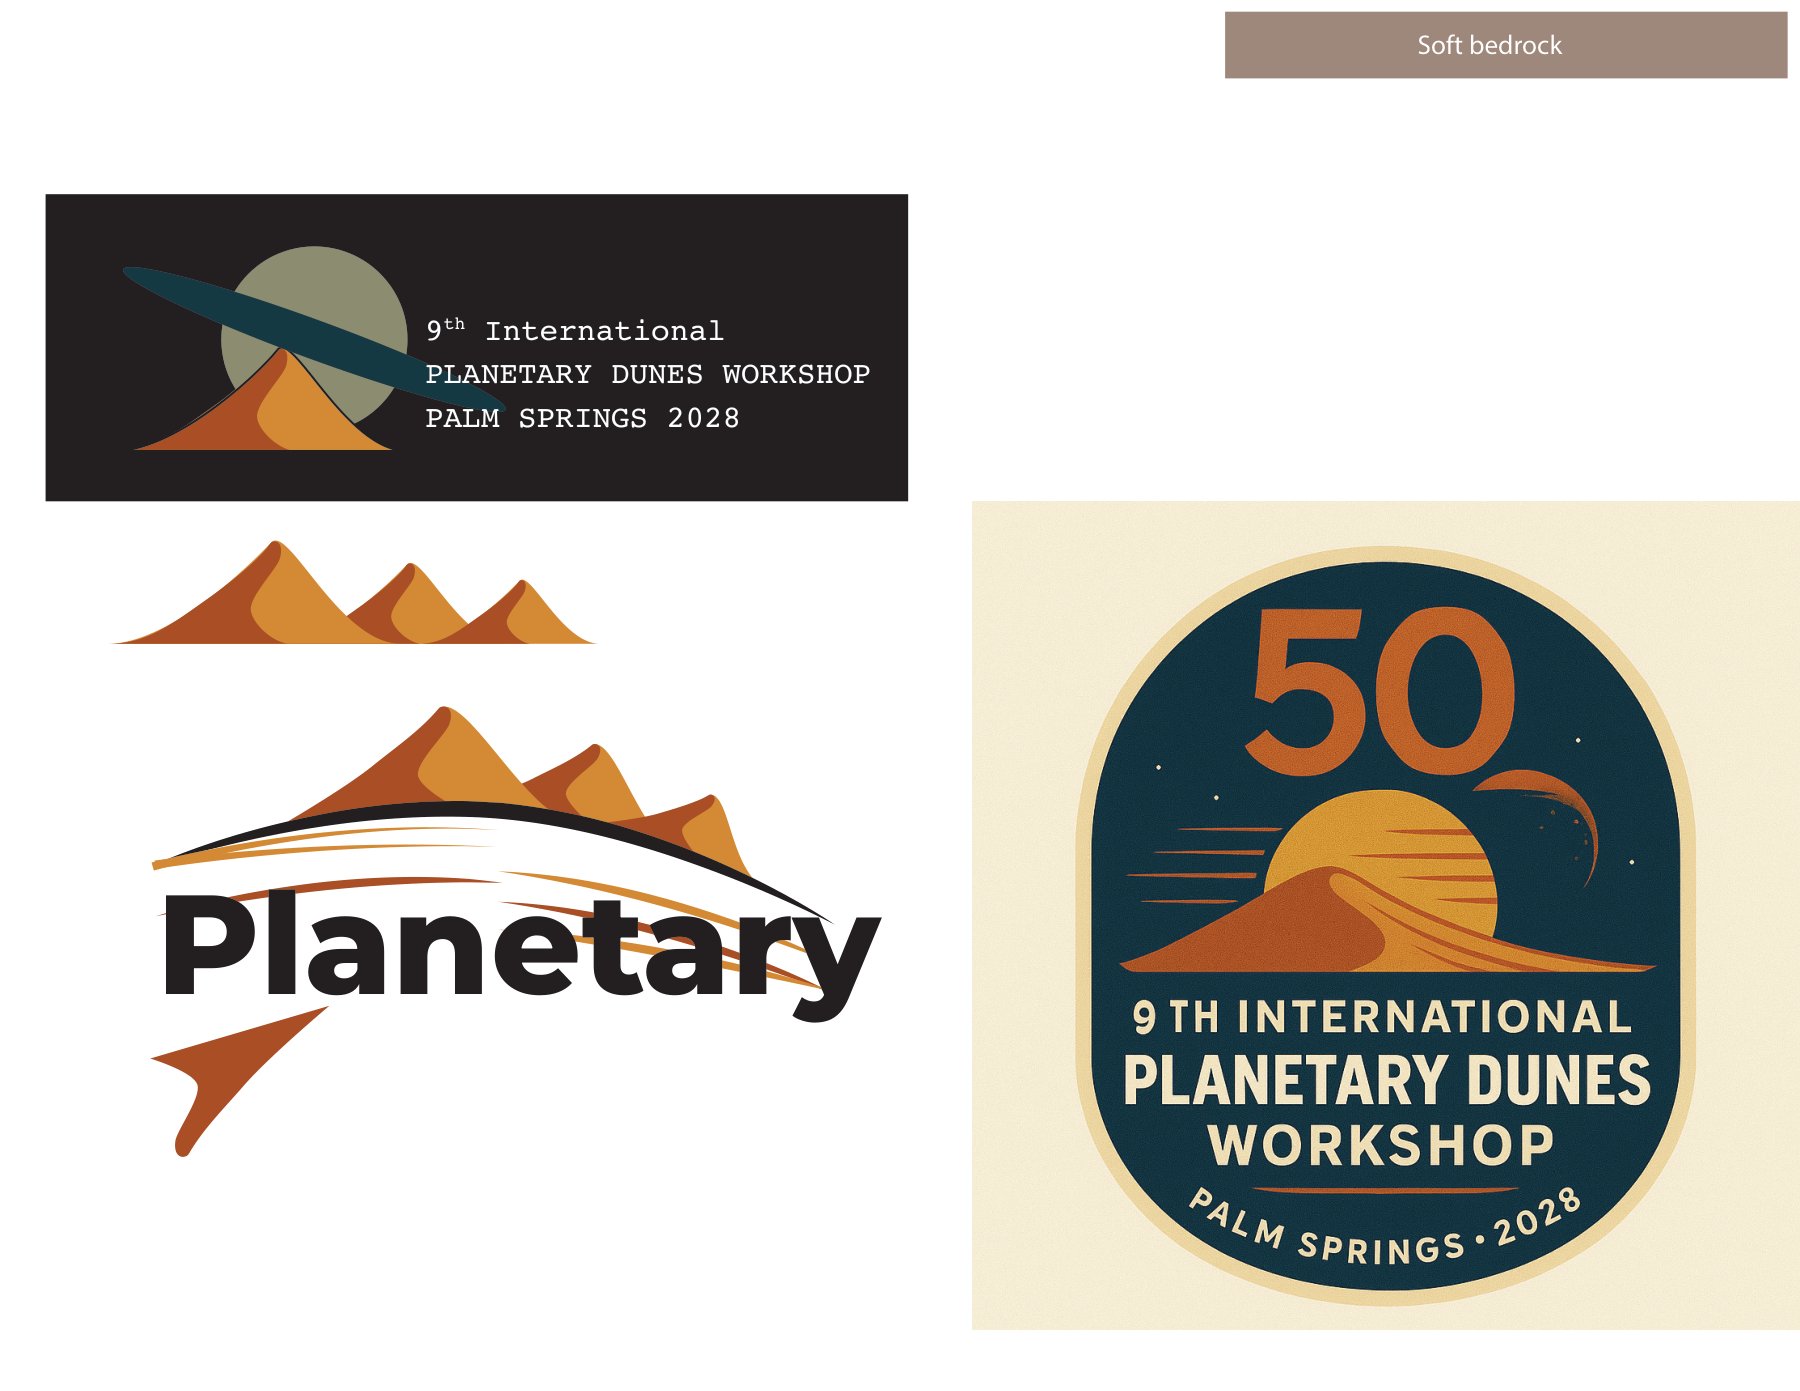 Soft bedrock
9th International
PLANETARY DUNES WORKSHOP
PALM SPRINGS 2028
Planetary
50
9 TH INTERNATIONAL
PLANETARY DUNES
WORKSHOP
PALM SPRINGS • 2028